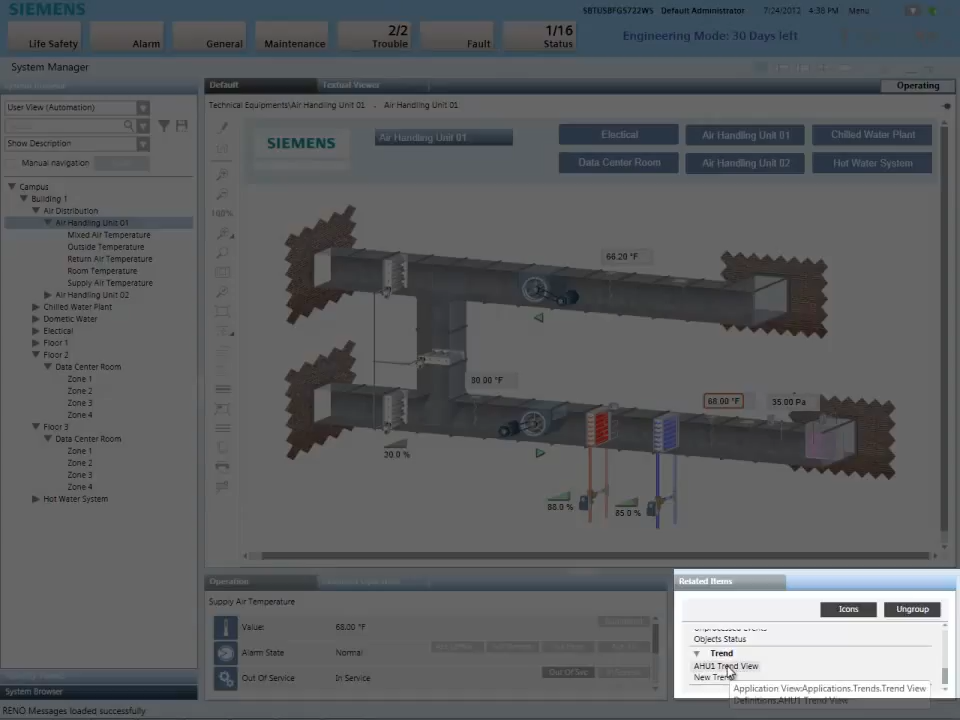 SIEMENS
SBTUSBFGS722WS Default Administrator 7/24/2012 4:38 PM Menu
Life Safety
Alarm
General
Maintenance
2/2
Trouble
Fault
1/16
Status
Engineering Mode: 30 Days left
System Manager
Default
Textual Viewer
Operating
User View (Automation)
Show Description
Manual navigation
Campus
Building 1
Air Distribution
Air Handling Unit 01
Mixed Air Temperature
Outside Temperature
Return Air Temperature
Room Temperature
Supply Air Temperature
Air Handling Unit 02
Chilled Water Plant
Dometic Water
Electical
Floor 1
Floor 2
Data Center Room
Zone 1
Zone 2
Zone 3
Zone 4
Floor 3
Data Center Room
Zone 1
Zone 2
Zone 3
Zone 4
Hot Water System
System Browser
RENO Messages loaded successfully
Technical Equipments\Air Handling Unit 01 . Air Handling Unit 01
100%
SIEMENS
Air Handling Unit 01
Electical
Air Handling Unit 01
Chilled Water Plant
Data Center Room
Air Handling Unit 02
Hot Water System
66.20 °F
80.00 °F
68.00 °F
35.00 Pa
20.0 %
88.0 %
85.0 %
Operation
Supply Air Temperature
Value: 68.00 °F
Alarm State Normal
Out Of Service In Service
Out Of Serv
Related Items
Icons
Ungroup
Unprocessed Events
Objects Status
Trend
AHU1 Trend View
New Trend
Application View:Applications.Trends.Trend View
Definitions.AHU1 Trend View